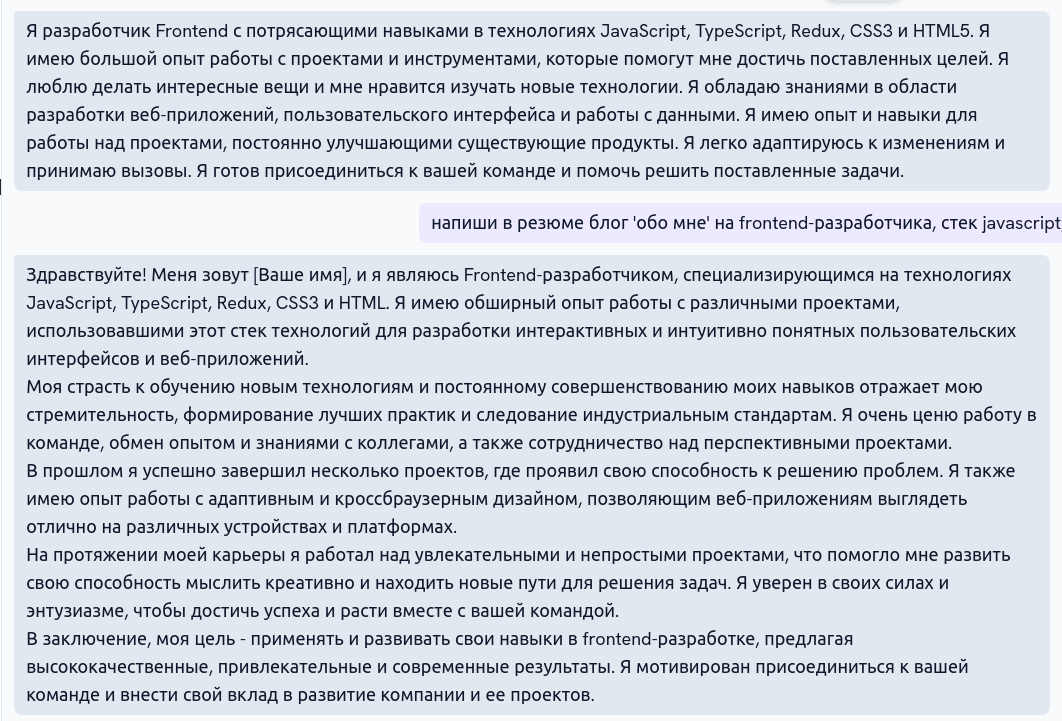 Я разработчик Frontend с потрясающими навыками в технологиях JavaScript, TypeScript, Redux, CSS3 и HTML5. Я
имею большой опыт работы с проектами и инструментами, которые помогут мне достичь поставленных целей. Я
люблю делать интересные вещи и мне нравится изучать новые технологии. Я обладаю знаниями в области
разработки веб-приложений, пользовательского интерфейса и работы с данными. Я имею опыт и навыки для
работы над проектами, постоянно улучшающими существующие продукты. Я легко адаптируюсь к изменениям и
принимаю вызовы. Я готов присоединиться к вашей команде и помочь решить поставленные задачи.
напиши в резюме блог 'обо мне' на frontend-разработчика, стек javascript,
Здравствуйте! Меня зовут [Ваше имя], и я являюсь Frontend-разработчиком, специализирующимся на технологиях
JavaScript, TypeScript, Redux, CSS3 и HTML. Я имею обширный опыт работы с различными проектами,
использовавшими этот стек технологий для разработки интерактивных и интуитивно понятных пользовательских
интерфейсов и веб-приложений.
Моя страсть к обучению новым технологиям и постоянному совершенствованию моих навыков отражает мою
стремительность, формирование лучших практик и следование индустриальным стандартам. Я очень ценю работу в
команде, обмен опытом и знаниями с коллегами, а также сотрудничество над перспективными проектами.
В прошлом я успешно завершил несколько проектов, где проявил свою способность к решению проблем. Я также
имею опыт работы с адаптивным и кроссбраузерным дизайном, позволяющим веб-приложениям выглядеть
отлично на различных устройствах и платформах.
На протяжении моей карьеры я работал над увлекательными и непростыми проектами, что помогло мне развить
свою способность мыслить креативно и находить новые пути для решения задач. Я уверен в своих силах и
энтузиазме, чтобы достичь успеха и расти вместе с вашей командой.
В заключение, моя цель - применять и развивать свои навыки в frontend-разработке, предлагая
высококачественные, привлекательные и современные результаты. Я мотивирован присоединиться к вашей
команде и внести свой вклад в развитие компании и ее проектов.